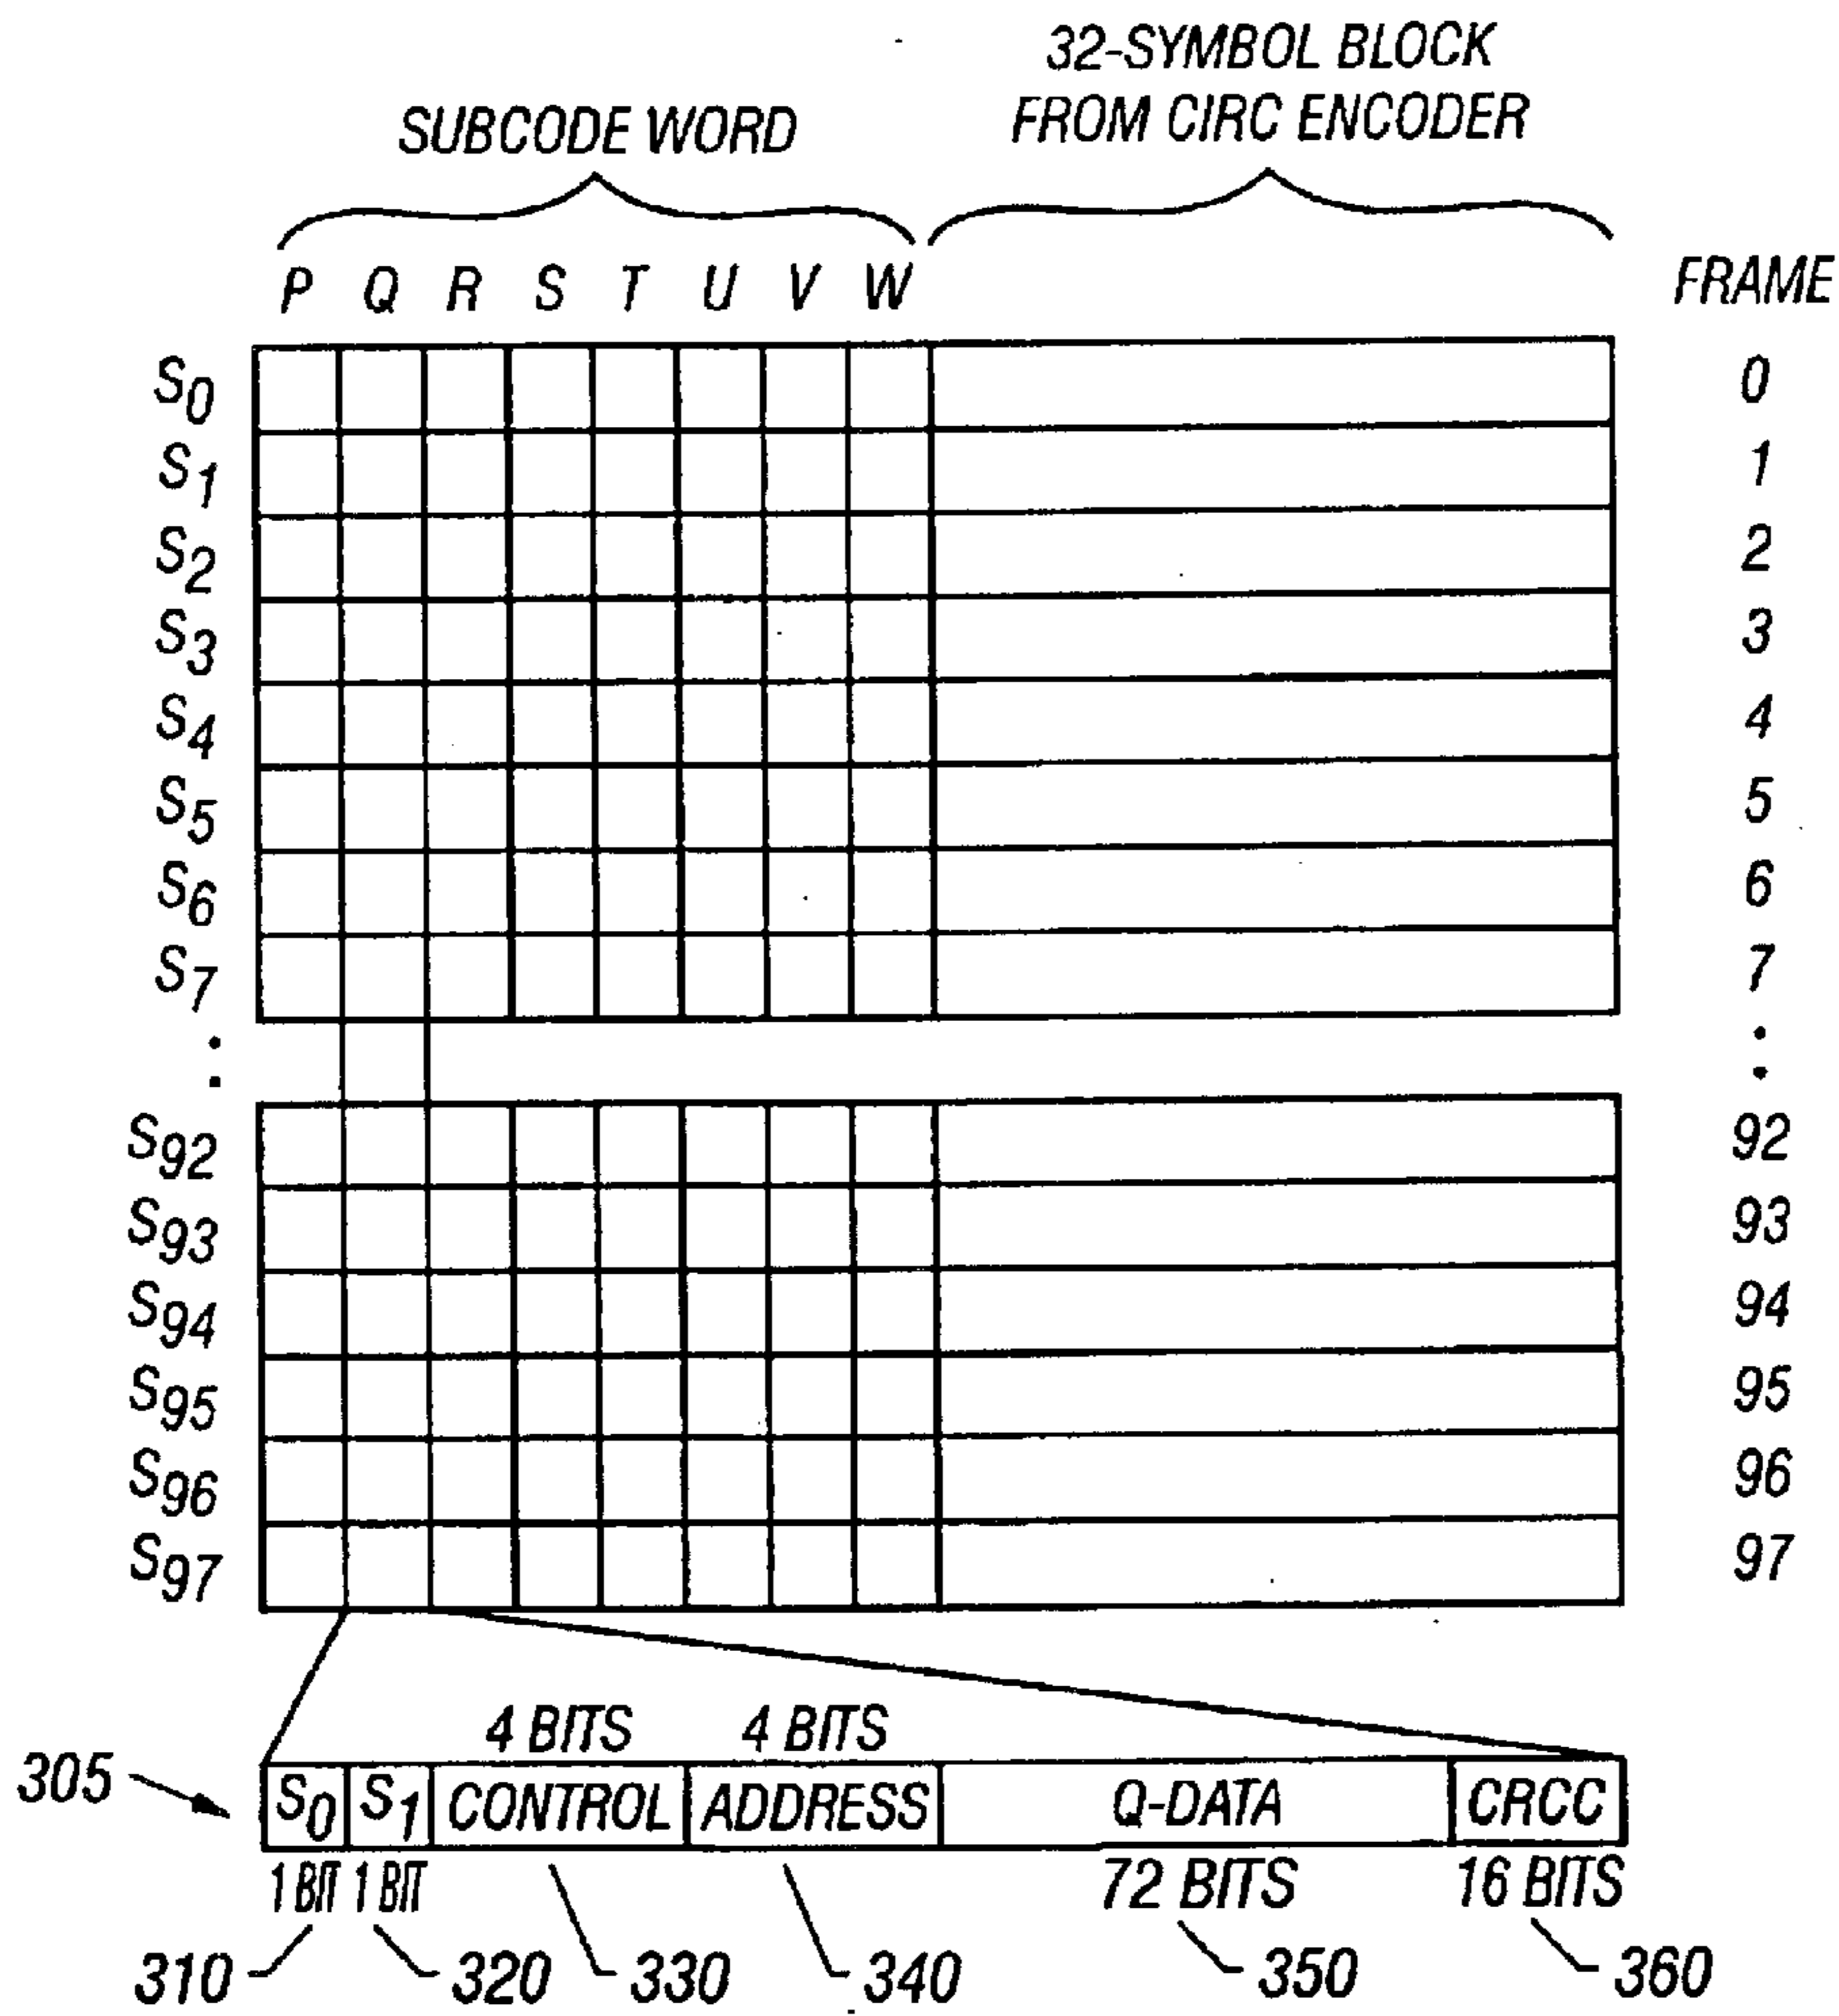 32-SYMBOL BLOCK
FROM CIRC ENCODER
SUBCODE WORD
P Q R S T U V W FRAME
S0 0
S1 1
S2 2
S3 3
S4 4
S5 5
S6 6
S7 7
: :
S92 92
S93 93
S94 94
S95 95
S96 96
S97 97
4 BITS 4 BITS
305 S0 S1 CONTROL ADDRESS Q-DATA CRCC
1 BIT 1 BIT 72 BITS 16 BITS
310 320 330 340 350 360